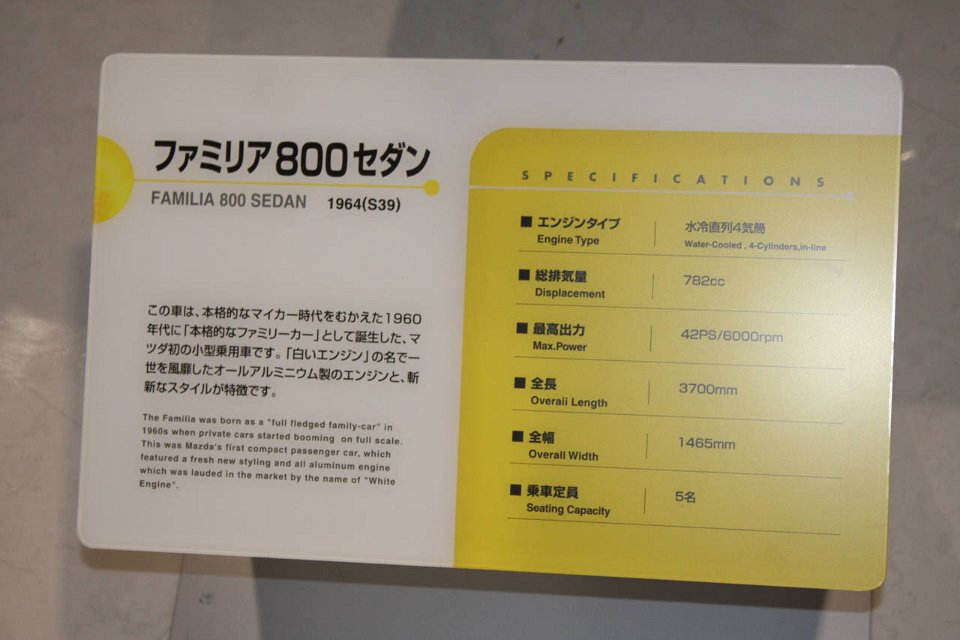 ファミリア800セダン
FAMILIA 800 SEDAN 1964(S39)
この車は、本格的なマイカー時代をむかえた1960
年代に「本格的なファミリーカー」として誕生した、マ
ツダ初の小型乗用車です。「白いエンジン」の名で一
世を風靡したオールアルミニウム製のエンジンと、斬
新なスタイルが特徴です。
The Familia was born as a "full fledged family-car" in
1960s when private cars started booming on full scale.
This was Mazda's first compact passenger car, which
featured a fresh new styling and all aluminum engine
which was lauded in the market by the name of "White
Engine".
SPECIFICATIONS
■ エンジンタイプ 水冷直列4気筒
Engine Type Water-Cooled , 4-Cylinders,In-line
■ 総排気量 782cc
Displacement
■ 最高出力 42PS/6000rpm
Max.Power
■ 全長 3700mm
Overaii Length
■ 全幅 1465mm
Overall Width
■ 乗車定員 5名
Seating Capacity